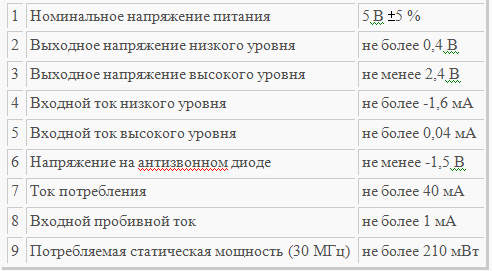 1 Номинальное напряжение питания 5 В ±5 %
2 Выходное напряжение низкого уровня не более 0,4 В
3 Выходное напряжение высокого уровня не менее 2,4 В
4 Входной ток низкого уровня не более -1,6 мА
5 Входной ток высокого уровня не более 0,04 мА
6 Напряжение на антизвонном диоде не менее -1,5 В
7 Ток потребления не более 40 мА
8 Входной пробивной ток не более 1 мА
9 Потребляемая статическая мощность (30 МГц) не более 210 мВт